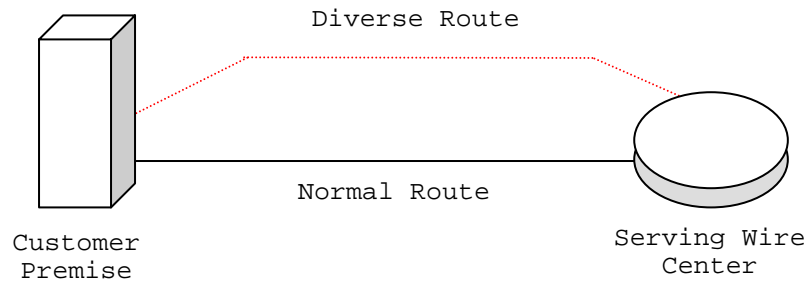 Diverse Route
Normal Route
Customer
Premise
Serving Wire
Center